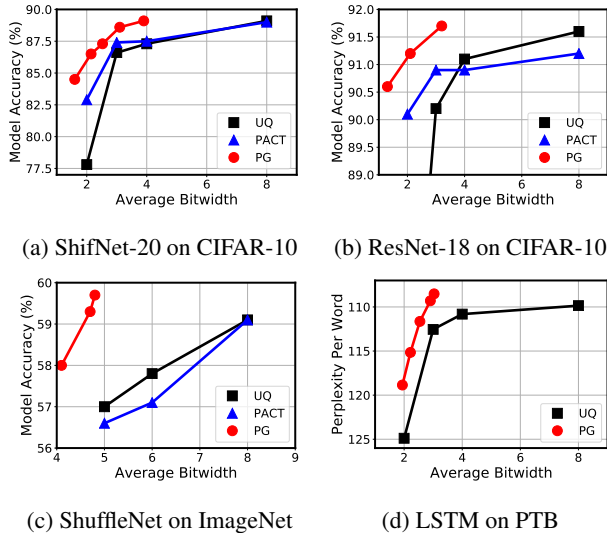 90.0
87.5
85.0
82.5
80.0
77.5
Model Accuracy (%)
UQ
PACT
PG
2 4 6 8
Average Bitwidth
(a) ShifNet-20 on CIFAR-10
92.0
91.5
91.0
90.5
90.0
89.5
89.0
Model Accuracy (%)
UQ
PACT
PG
2 4 6 8
Average Bitwidth
(b) ResNet-18 on CIFAR-10
60
59
58
57
56
Model Accuracy (%)
UQ
PACT
PG
4 5 6 7 8 9
Average Bitwidth
(c) ShuffleNet on ImageNet
110
115
120
125
Perplexity Per Word
UQ
PG
2 4 6 8
Average Bitwidth
(d) LSTM on PTB